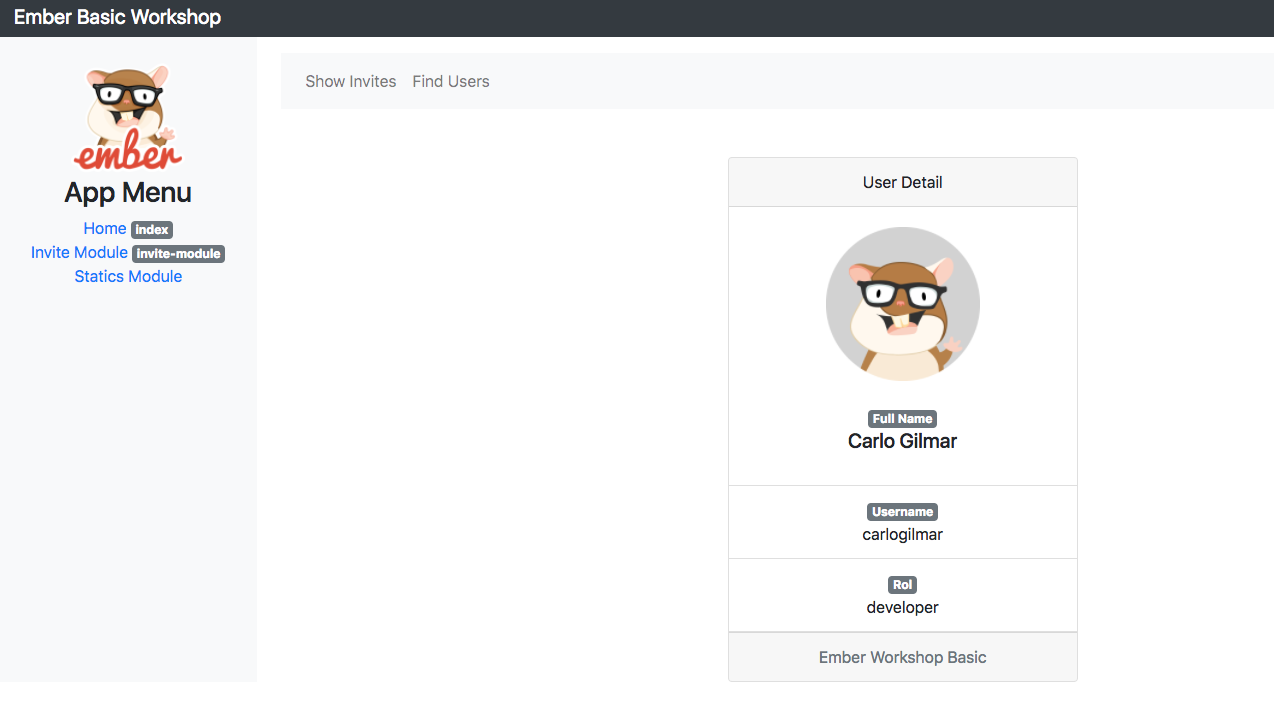 Ember Basic Workshop
ember
App Menu
Home index
Invite Module invite-module
Statics Module
Show Invites Find Users
User Detail
Full Name
Carlo Gilmar
Username
carlogilmar
Rol
developer
Ember Workshop Basic